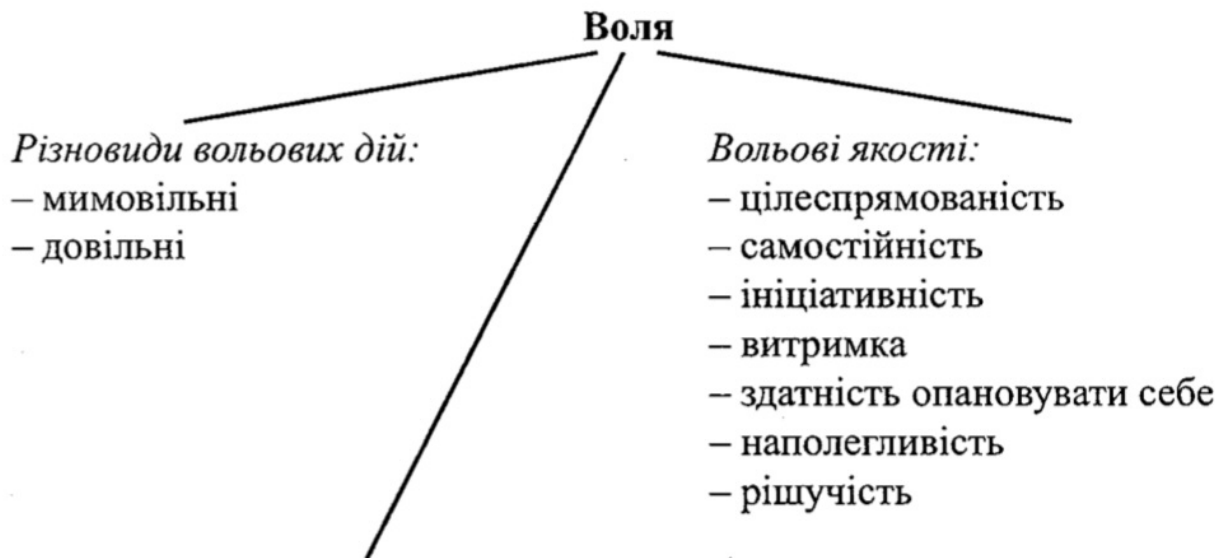 Воля
Різновиди вольових дій:
– мимовільні
– довільні
Вольові якості:
– цілеспрямованість
– самостійність
– ініціативність
– витримка
– здатність опановувати себе
– наполегливість
– рішучість